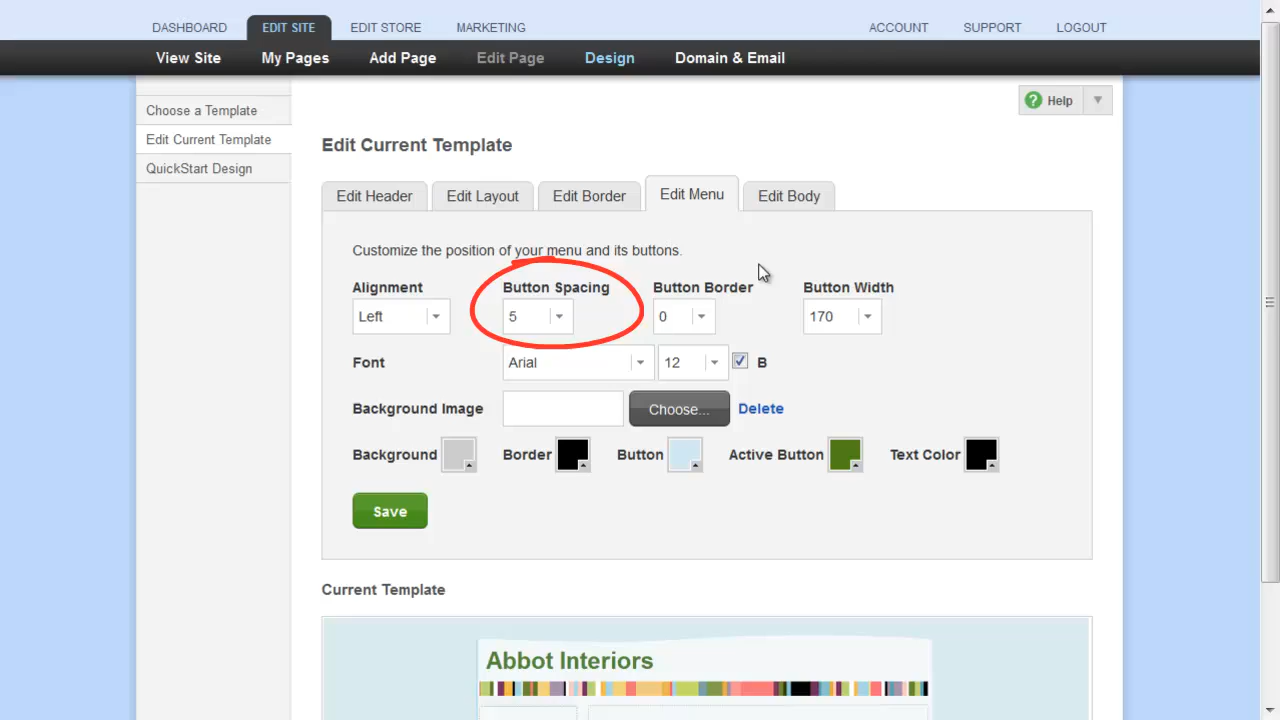 DASHBOARD EDIT SITE EDIT STORE MARKETING ACCOUNT SUPPORT LOGOUT
View Site My Pages Add Page Edit Page Design Domain & Email
Choose a Template
Edit Current Template
QuickStart Design
Help
Edit Current Template
Edit Header Edit Layout Edit Border Edit Menu Edit Body
Customize the position of your menu and its buttons.
Alignment Button Spacing Button Border Button Width
Left 5 0 170
Font Arial 12 B
Background Image Choose... Delete
Background Border Button Active Button Text Color
Save
Current Template
Abbot Interiors